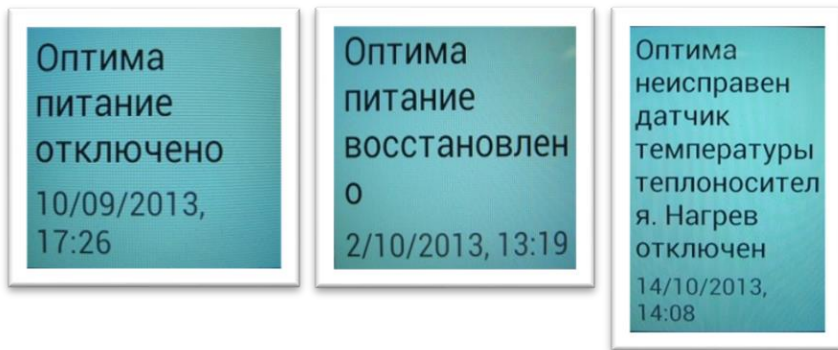 Оптима
питание
отключено
10/09/2013,
17:26
Оптима
питание
восстановлен
о
2/10/2013, 13:19
Оптима
неисправен
датчик
температуры
теплоносител
я. Нагрев
отключен
14/10/2013,
14:08